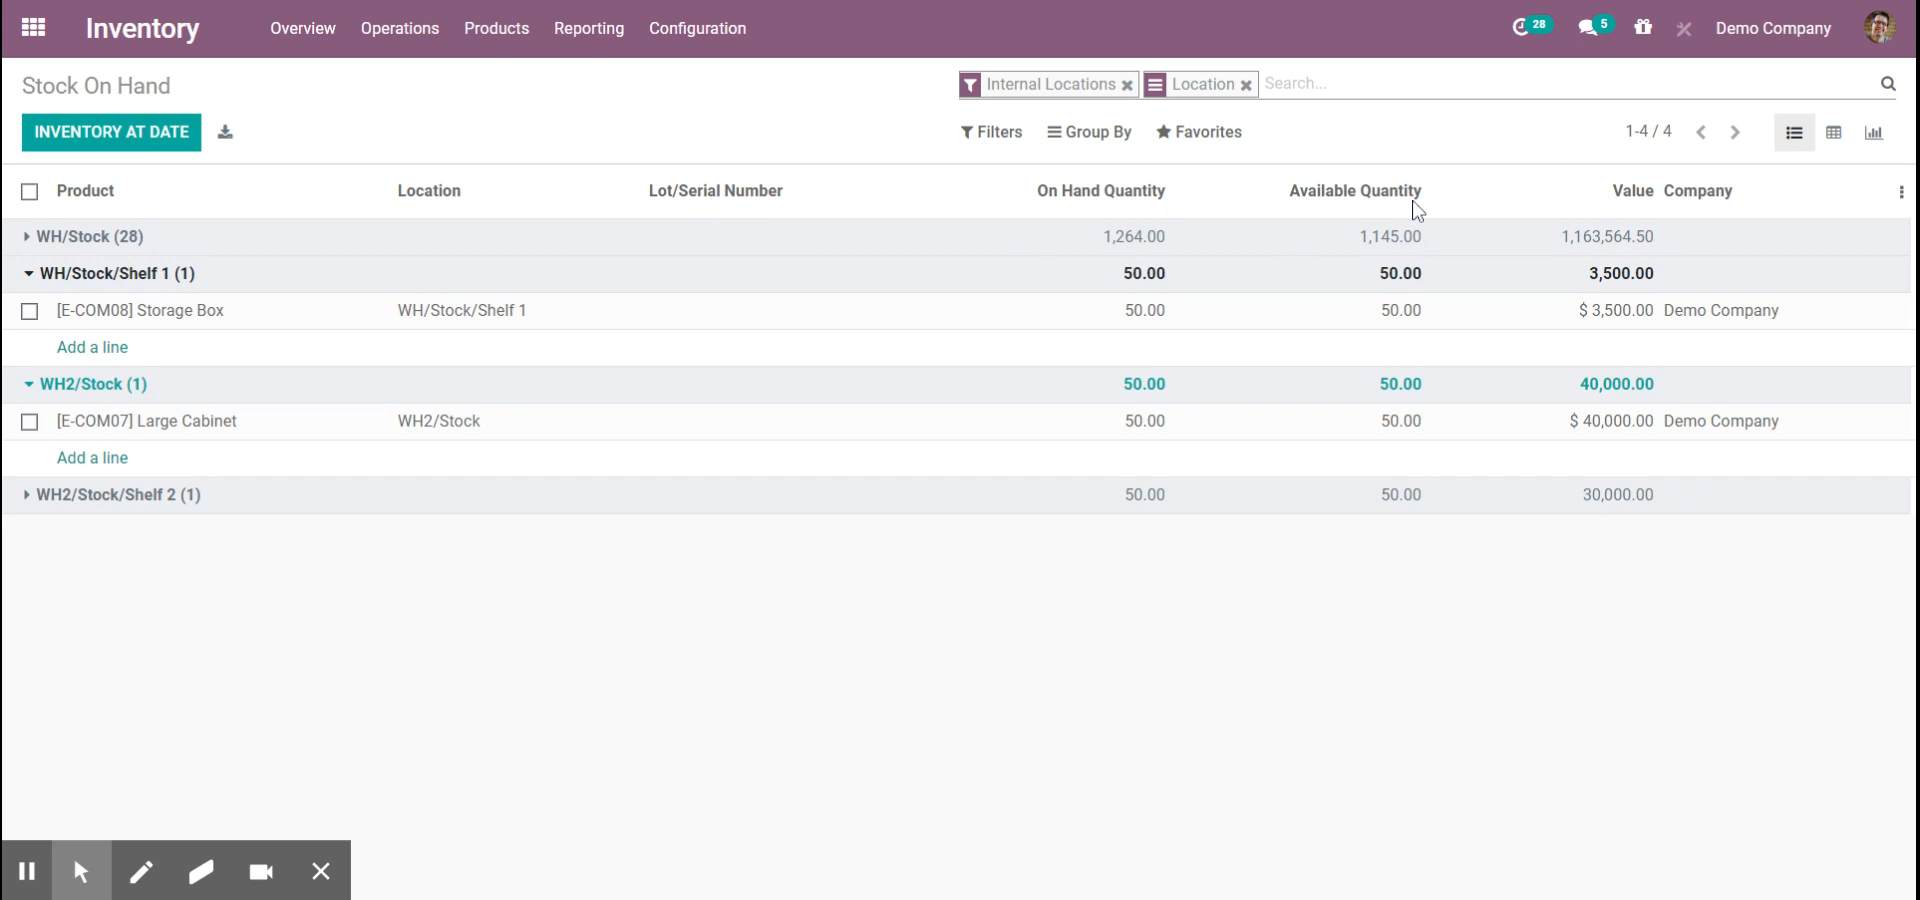 Inventory Overview Operations Products Reporting Configuration 28 5 Demo Company
Stock On Hand Internal Locations Location Search...
INVENTORY AT DATE Filters Group By Favorites 1-4 / 4
Product Location Lot/Serial Number On Hand Quantity Available Quantity Value Company
WH/Stock (28) 1,264.00 1,145.00 1,163,564.50
WH/Stock/Shelf 1 (1) 50.00 50.00 3,500.00
[E-COM08] Storage Box WH/Stock/Shelf 1 50.00 50.00 $ 3,500.00 Demo Company
Add a line
WH2/Stock (1) 50.00 50.00 40,000.00
[E-COM07] Large Cabinet WH2/Stock 50.00 50.00 $ 40,000.00 Demo Company
Add a line
WH2/Stock/Shelf 2 (1) 50.00 50.00 30,000.00